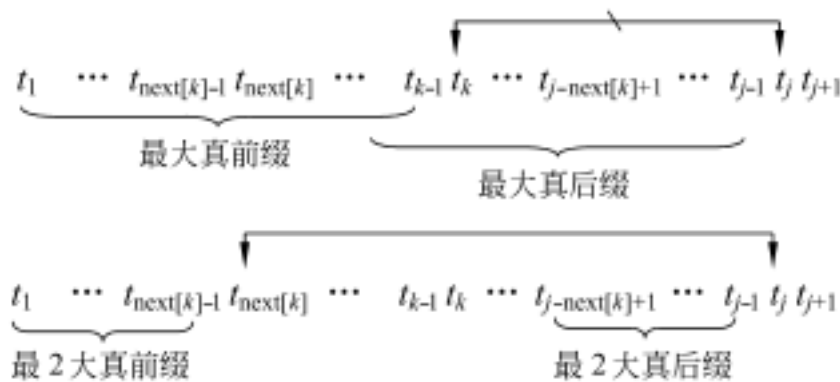 t1 ⋯ tnext[k]-1 tnext[k] ⋯ tk-1 tk ⋯ tj-next[k]+1 ⋯ tj-1 tj tj+1
最大真前缀
最大真后缀
t1 ⋯ tnext[k]-1 tnext[k] ⋯ tk-1 tk ⋯ tj-next[k]+1 ⋯ tj-1 tj tj+1
最2大真前缀 最2大真后缀